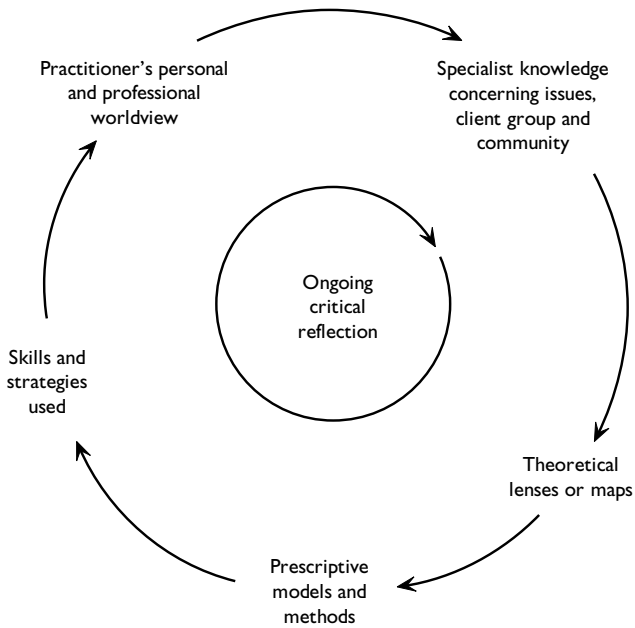 Practitioner’s personal
and professional
worldview
Specialist knowledge
concerning issues,
client group and
community
Ongoing
critical
reflection
Skills and
strategies
used
Theoretical
lenses or maps
Prescriptive
models and
methods